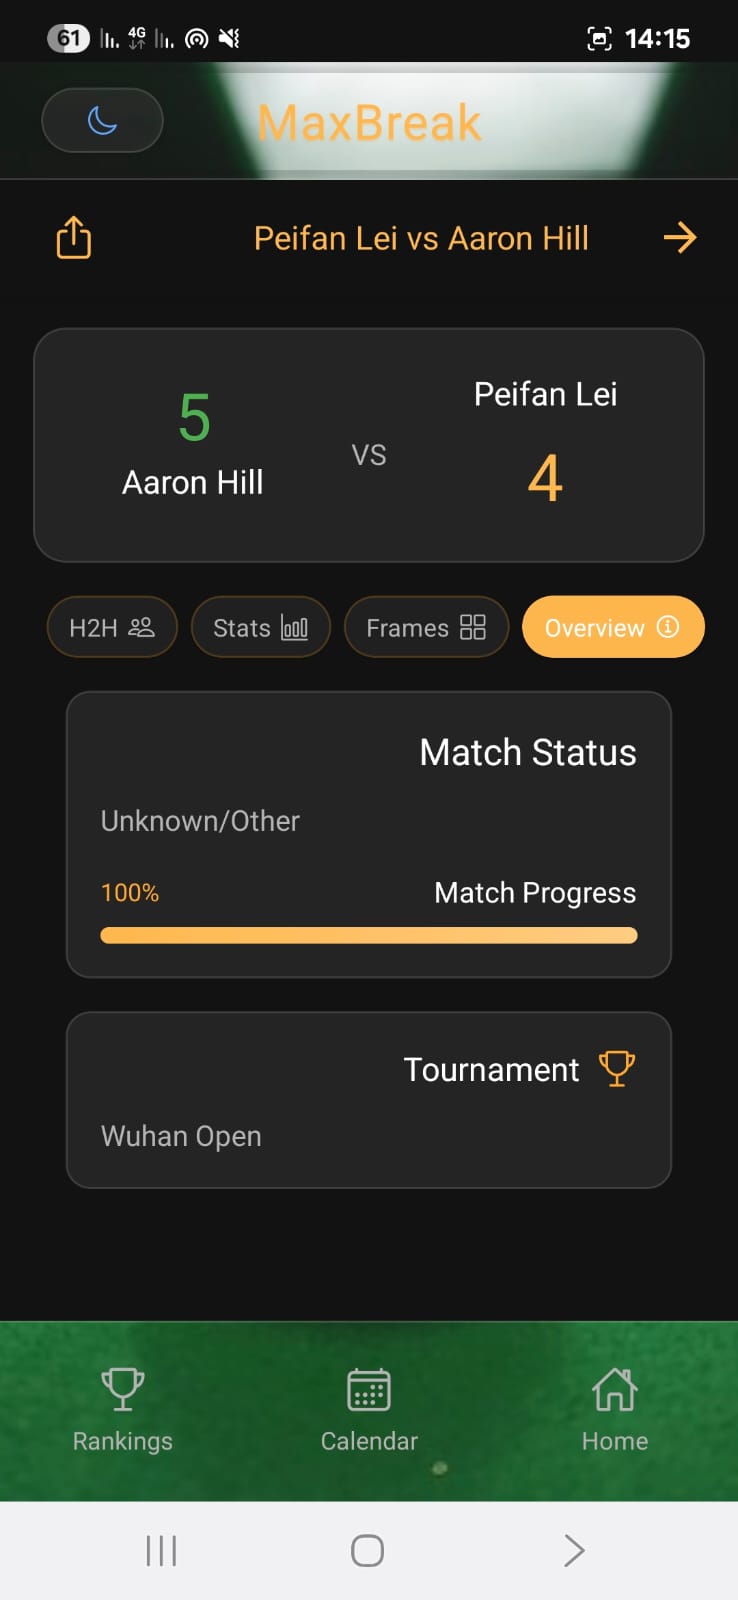 61 4G 14:15
MaxBreak
Peifan Lei vs Aaron Hill
5
Aaron Hill
VS
Peifan Lei
4
H2H Stats Frames Overview
Match Status
Unknown/Other
100% Match Progress
Tournament
Wuhan Open
Rankings Calendar Home